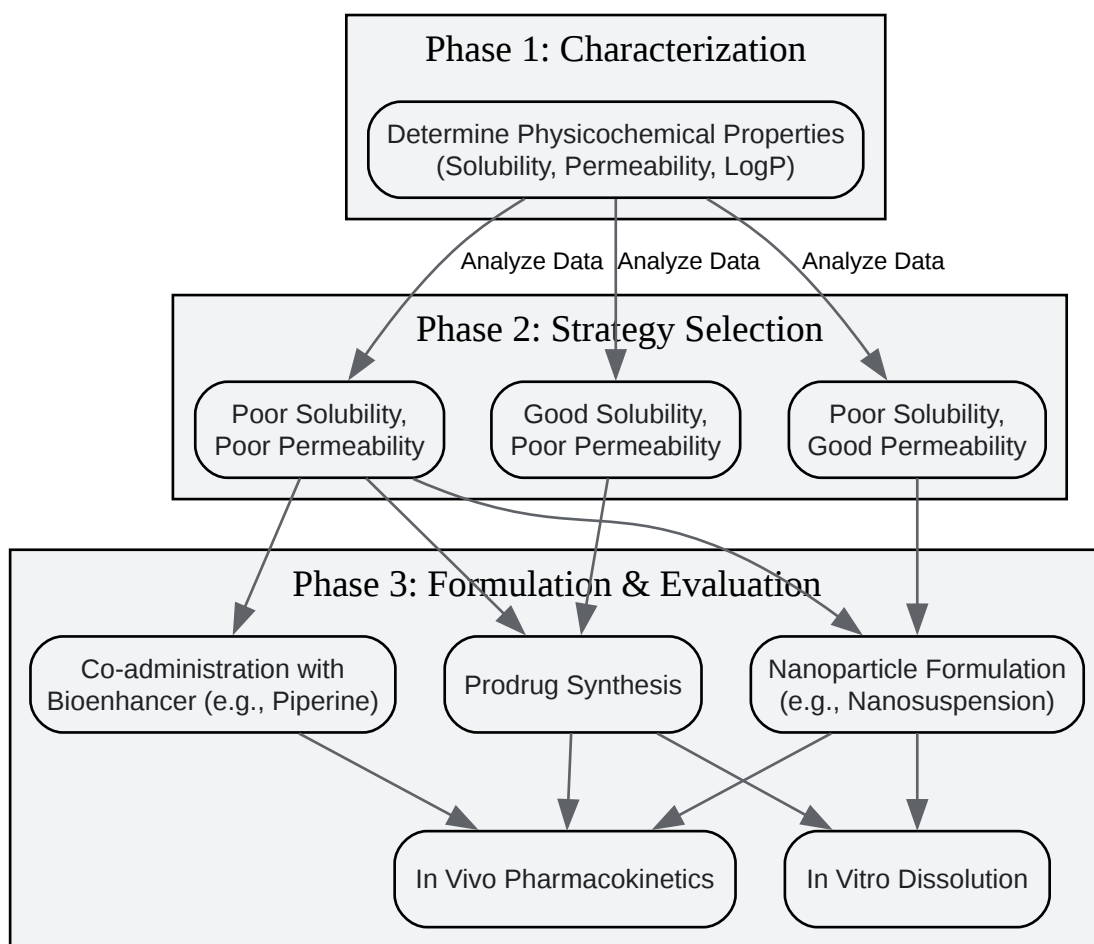 Phase 1: Characterization
Determine Physicochemical Properties
(Solubility, Permeability, LogP)
Analyze Data
Analyze Data
Analyze Data
Phase 2: Strategy Selection
Poor Solubility,
Poor Permeability
Good Solubility,
Poor Permeability
Poor Solubility,
Good Permeability
Phase 3: Formulation & Evaluation
Co-administration with
Bioenhancer (e.g., Piperine)
Prodrug Synthesis
Nanoparticle Formulation
(e.g., Nanosuspension)
In Vivo Pharmacokinetics
In Vitro Dissolution